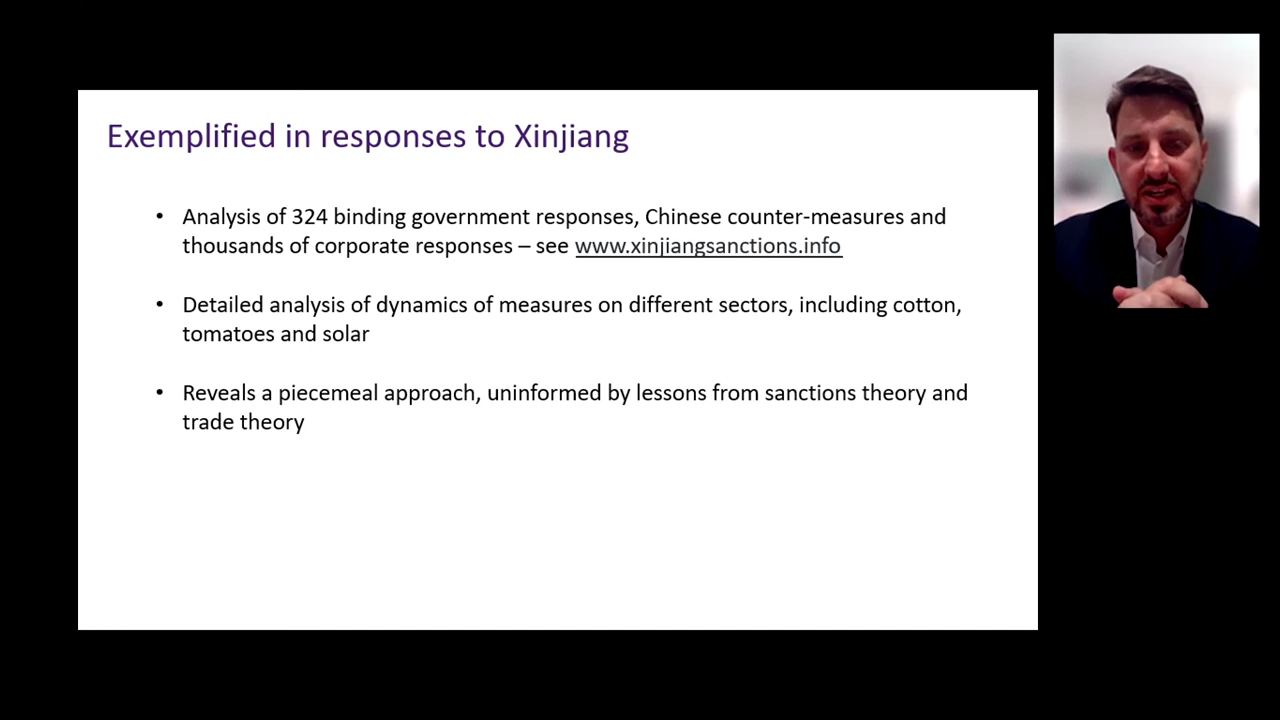 Exemplified in responses to Xinjiang
• Analysis of 324 binding government responses, Chinese counter-measures and
thousands of corporate responses – see www.xinjiangsanctions.info
• Detailed analysis of dynamics of measures on different sectors, including cotton,
tomatoes and solar
• Reveals a piecemeal approach, uninformed by lessons from sanctions theory and
trade theory